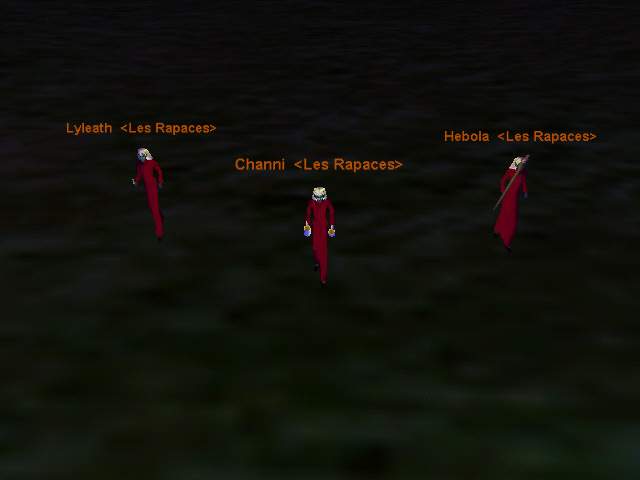 Lyleath <Les Rapaces>
Channi <Les Rapaces>
Hebola <Les Rapaces>